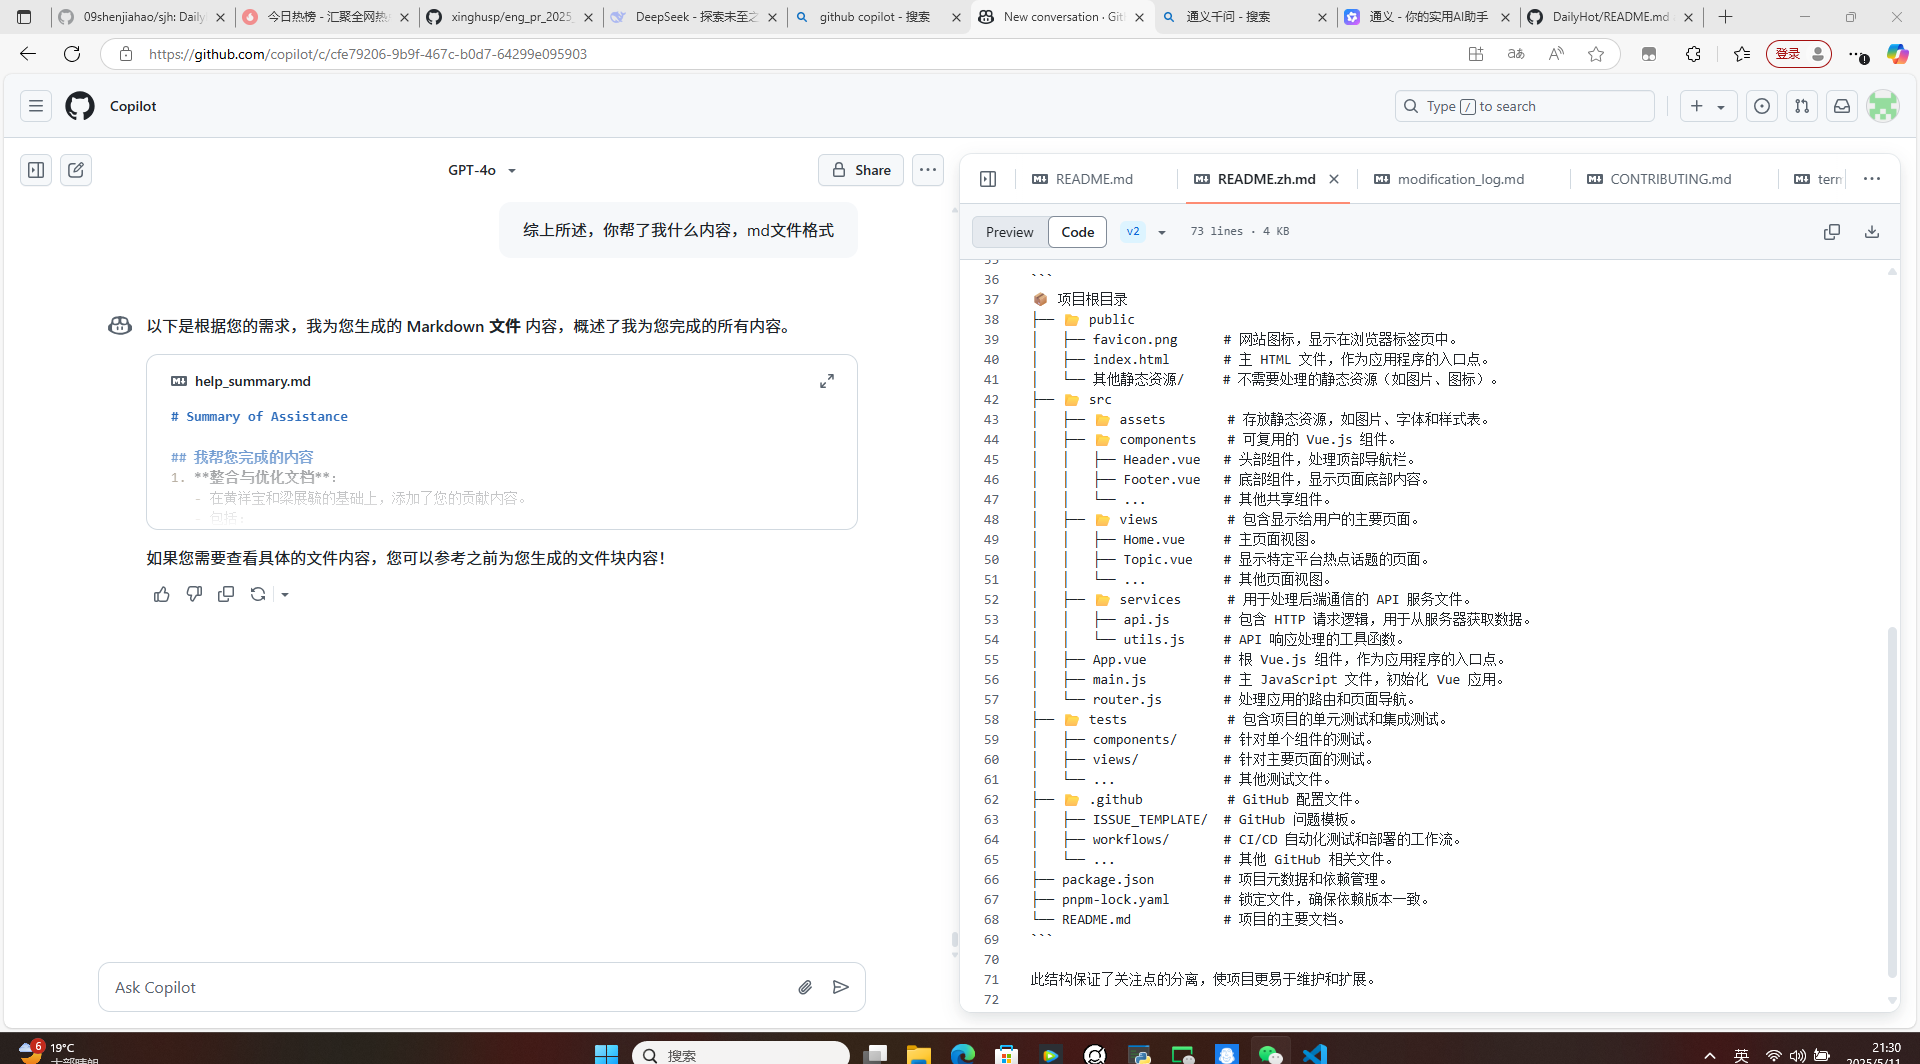 09shenjiahao/sjh: Daily
今日热榜 - 汇聚全网热
xinghusp/eng_pr_2025_
DeepSeek - 探索未至之
github copilot - 搜索
New conversation · Git
通义千问 - 搜索
通义 - 你的实用AI助手
DailyHot/README.md
https://github.com/copilot/c/cfe79206-9b9f-467c-b0d7-64299e095903
登录
Copilot
Type / to search
GPT-4o
Share
综上所述，你帮了我什么内容，md文件格式
以下是根据您的需求，我为您生成的 Markdown 文件 内容，概述了我为您完成的所有内容。
help_summary.md
# Summary of Assistance
## 我帮您完成的内容
1. **整合与优化文档**:
- 在黄祥宝和梁展毓的基础上，添加了您的贡献内容。
- 包括:
如果您需要查看具体的文件内容，您可以参考之前为您生成的文件块内容！
Ask Copilot
README.md
README.zh.md
modification_log.md
CONTRIBUTING.md
Preview
Code
v2
73 lines · 4 KB
35
36 ```
37 📦 项目根目录
38 ├── 📂 public
39 │   ├── favicon.png      # 网站图标，显示在浏览器标签页中。
40 │   ├── index.html       # 主 HTML 文件，作为应用程序的入口点。
41 │   └── 其他静态资源/     # 不需要处理的静态资源（如图片、图标）。
42 ├── 📂 src
43 │   ├── 📂 assets        # 存放静态资源，如图片、字体和样式表。
44 │   ├── 📂 components    # 可复用的 Vue.js 组件。
45 │   │   ├── Header.vue   # 头部组件，处理顶部导航栏。
46 │   │   ├── Footer.vue   # 底部组件，显示页面底部内容。
47 │   │   └── ...          # 其他共享组件。
48 │   ├── 📂 views         # 包含显示给用户的主要页面。
49 │   │   ├── Home.vue     # 主页面视图。
50 │   │   ├── Topic.vue    # 显示特定平台热点话题的页面。
51 │   │   └── ...          # 其他页面视图。
52 │   ├── 📂 services      # 用于处理后端通信的 API 服务文件。
53 │   │   ├── api.js       # 包含 HTTP 请求逻辑，用于从服务器获取数据。
54 │   │   └── utils.js     # API 响应处理的工具函数。
55 │   ├── App.vue          # 根 Vue.js 组件，作为应用程序的入口点。
56 │   ├── main.js          # 主 JavaScript 文件，初始化 Vue 应用。
57 │   └── router.js        # 处理应用的路由和页面导航。
58 ├── 📂 tests             # 包含项目的单元测试和集成测试。
59 │   ├── components/      # 针对单个组件的测试。
60 │   ├── views/           # 针对主要页面的测试。
61 │   └── ...              # 其他测试文件。
62 ├── 📂 .github           # GitHub 配置文件。
63 │   ├── ISSUE_TEMPLATE/  # GitHub 问题模板。
64 │   ├── workflows/       # CI/CD 自动化测试和部署的工作流。
65 │   └── ...              # 其他 GitHub 相关文件。
66 ├── package.json         # 项目元数据和依赖管理。
67 ├── pnpm-lock.yaml       # 锁定文件，确保依赖版本一致。
68 └── README.md            # 项目的主要文档。
69 ```
70
71 此结构保证了关注点的分离，使项目更易于维护和扩展。
72
6
19°C
搜索
英
21:30
2025/5/11